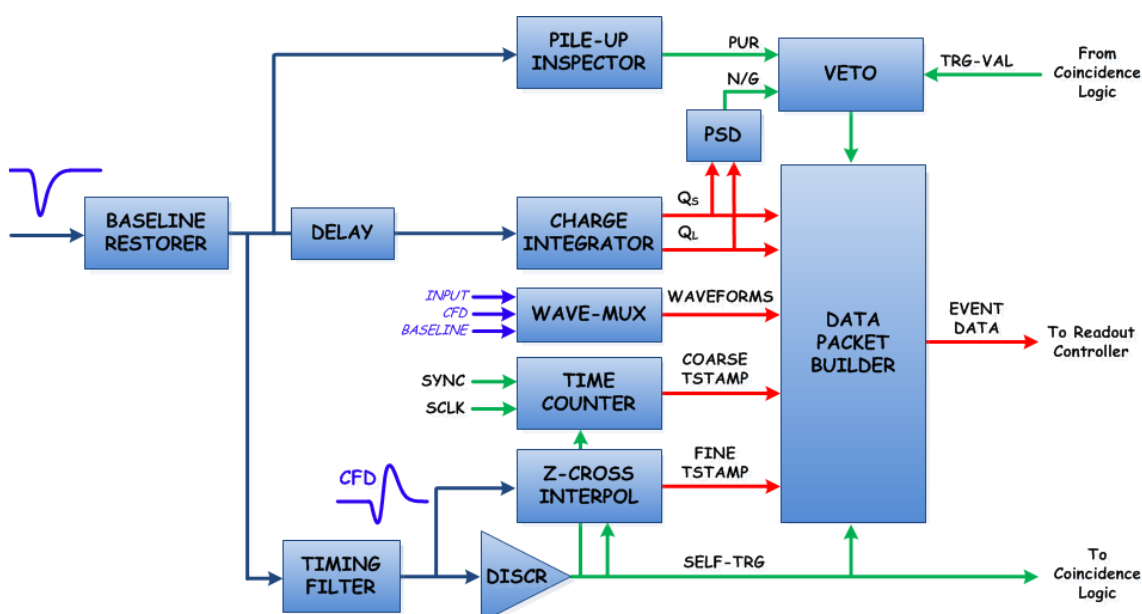 PILE-UP
INSPECTOR
PUR
VETO
TRG-VAL
From
Coincidence
Logic
N/G
PSD
BASELINE
RESTORER
DELAY
CHARGE
INTEGRATOR
QS
QL
INPUT
CFD
BASELINE
WAVE-MUX
WAVEFORMS
DATA
PACKET
BUILDER
EVENT
DATA
To Readout
Controller
SYNC
SCLK
TIME
COUNTER
COARSE
TSTAMP
CFD
Z-CROSS
INTERPOL
FINE
TSTAMP
TIMING
FILTER
DISCR
SELF-TRG
To
Coincidence
Logic